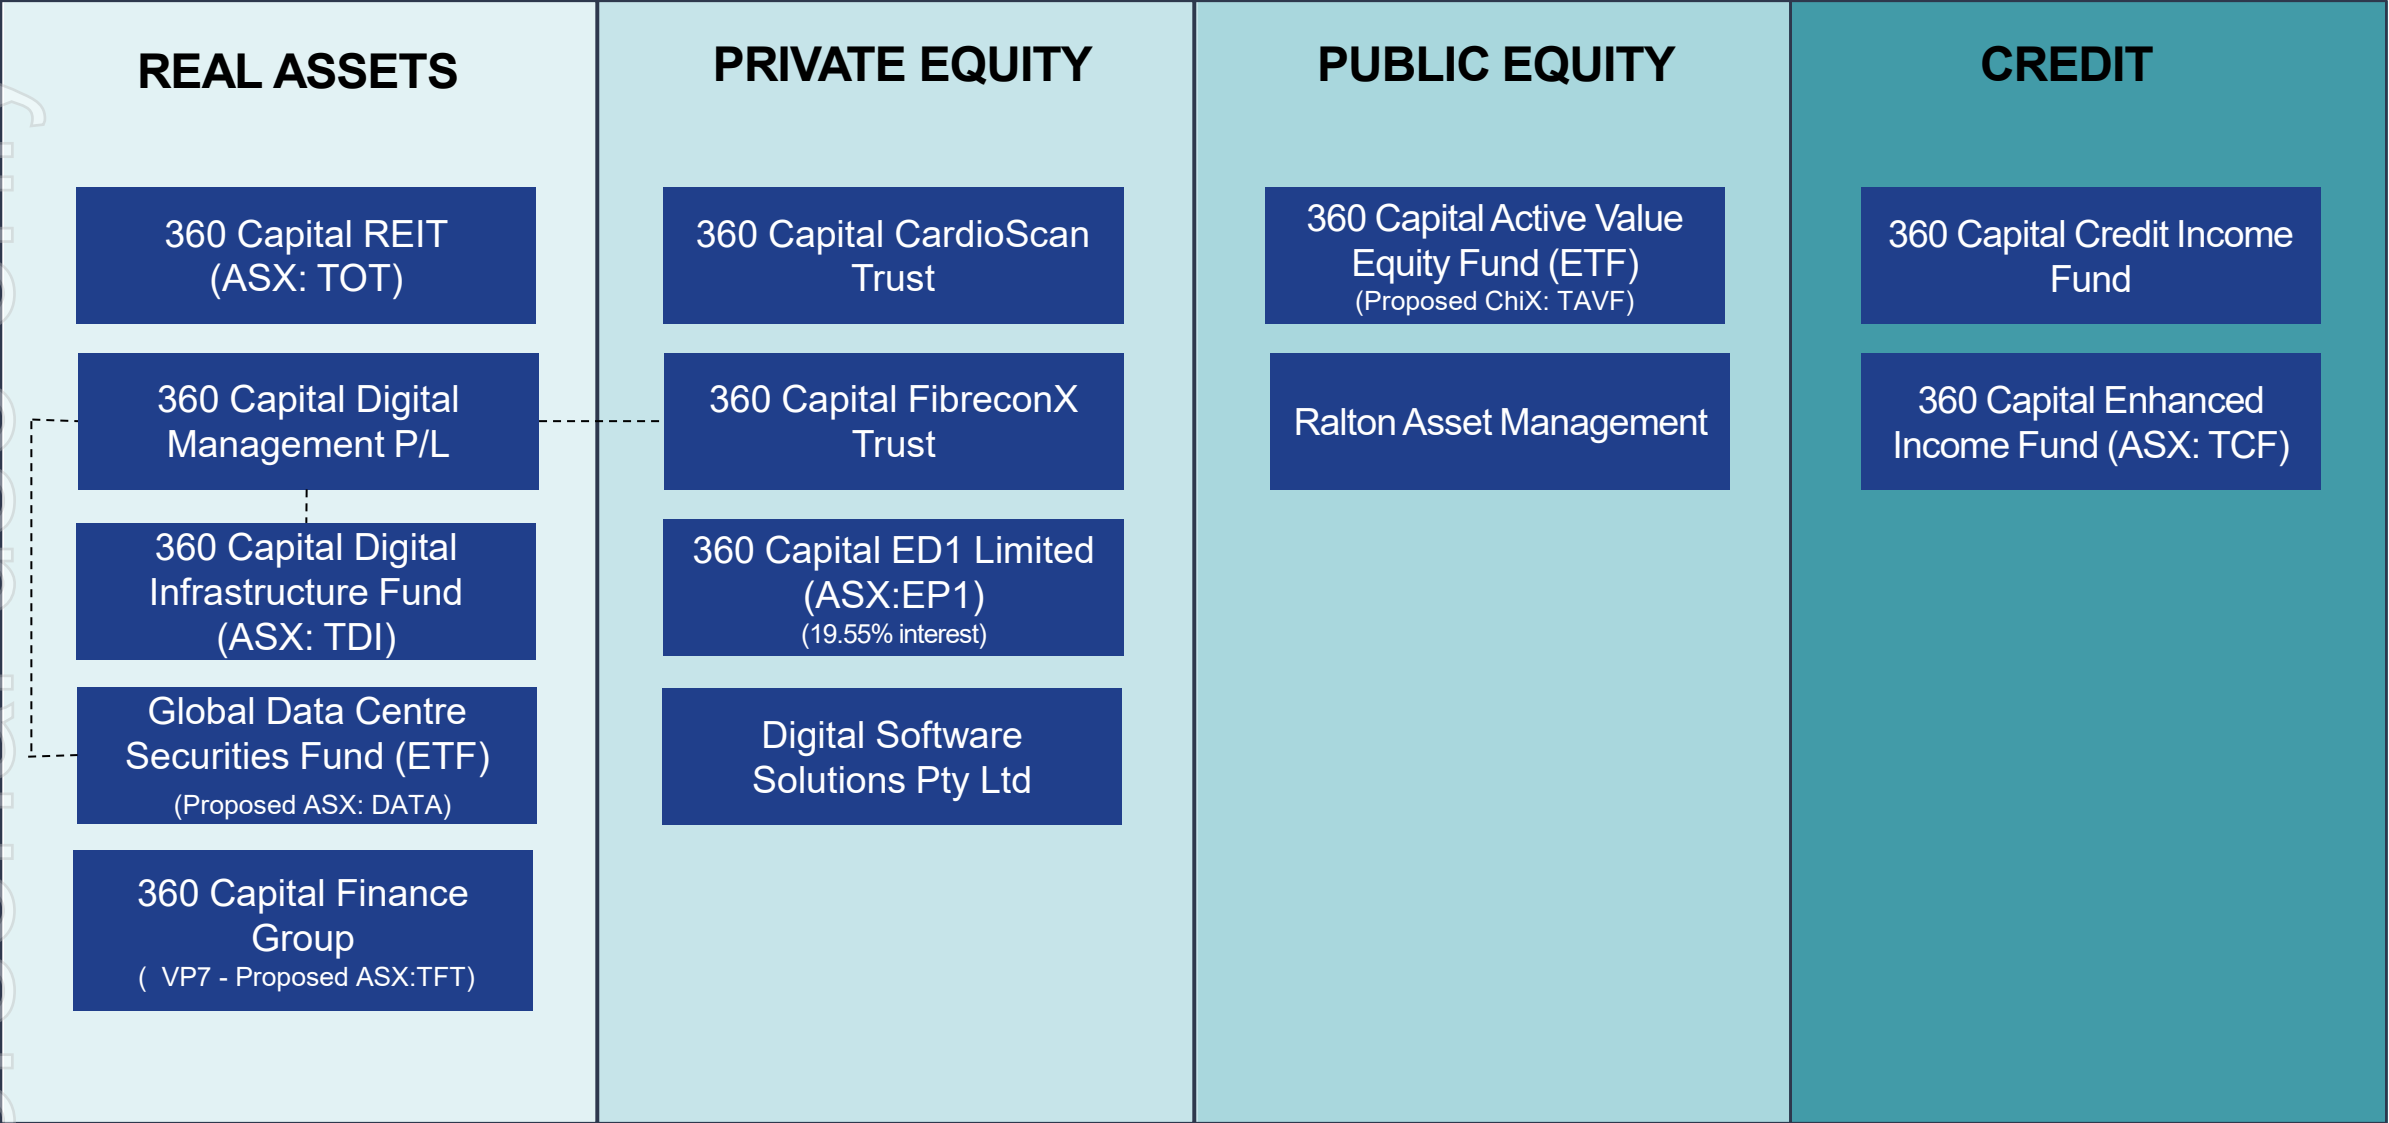 REAL ASSETS
360 Capital REIT
(ASX: TOT)
360 Capital Digital
Management P/L
360 Capital Digital
Infrastructure Fund
(ASX: TDI)
Global Data Centre
Securities Fund (ETF)
(Proposed ASX: DATA)
360 Capital Finance
Group
( VP7 - Proposed ASX:TFT)
PRIVATE EQUITY
360 Capital CardioScan
Trust
360 Capital FibreconX
Trust
360 Capital ED1 Limited
(ASX:EP1)
(19.55% interest)
Digital Software
Solutions Pty Ltd
PUBLIC EQUITY
360 Capital Active Value
Equity Fund (ETF)
(Proposed ChiX: TAVF)
Ralton Asset Management
CREDIT
360 Capital Credit Income
Fund
360 Capital Enhanced
Income Fund (ASX: TCF)